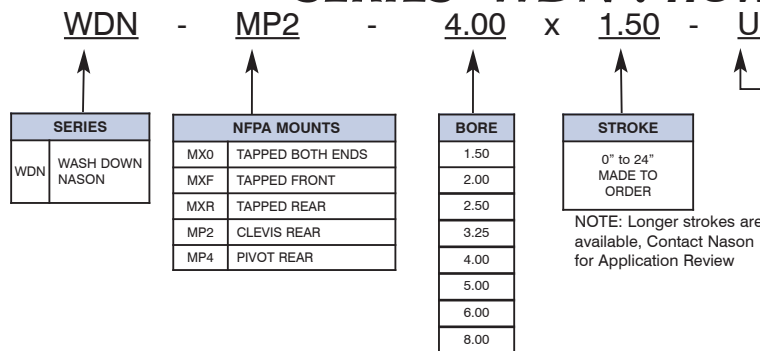 WDN - MP2 - 4.00 x 1.50 - U
SERIES
WDN WASH DOWN
NASON
NFPA MOUNTS
MX0 TAPPED BOTH ENDS
MXF TAPPED FRONT
MXR TAPPED REAR
MP2 CLEVIS REAR
MP4 PIVOT REAR
BORE
1.50
2.00
2.50
3.25
4.00
5.00
6.00
8.00
STROKE
0" to 24"
MADE TO
ORDER
NOTE: Longer strokes are
available, Contact Nason
for Application Review